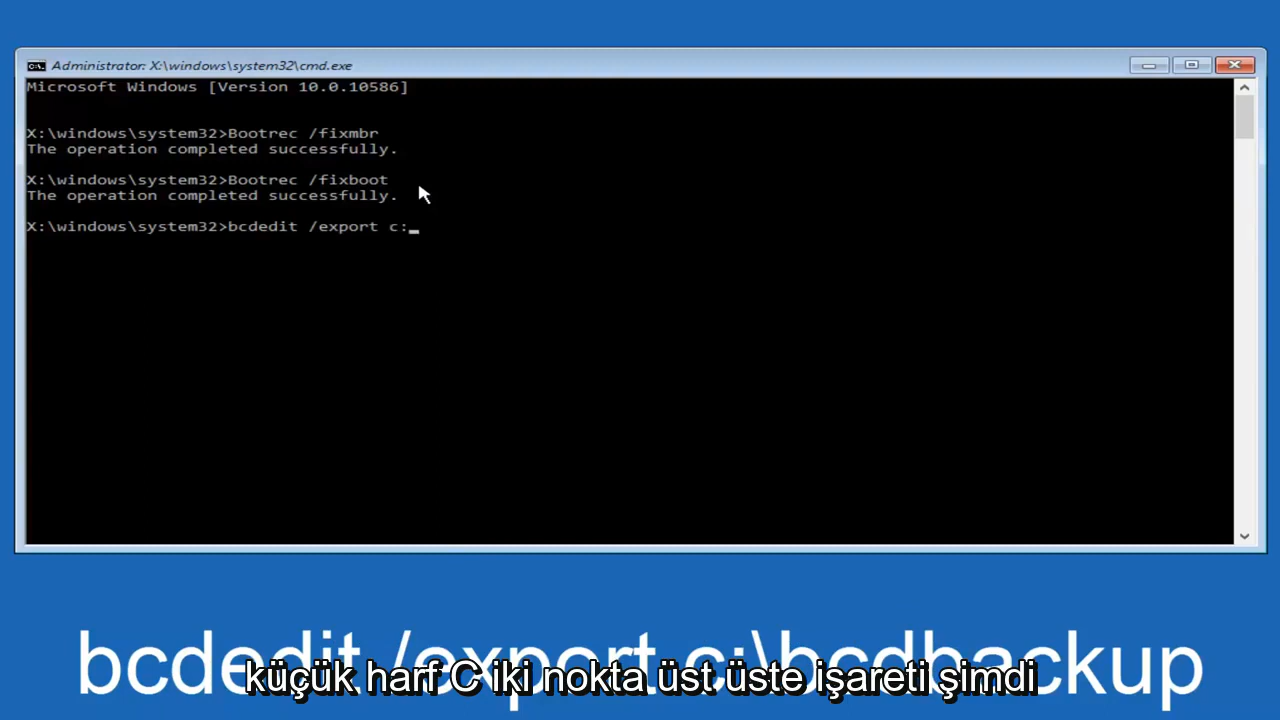 Administrator: X:\windows\system32\cmd.exe
Microsoft Windows [Version 10.0.10586]
X:\windows\system32>Bootrec /fixmbr
The operation completed successfully.
X:\windows\system32>Bootrec /fixboot
The operation completed successfully.
X:\windows\system32>bcdedit /export c:_
bcdedit /export c:\bcdbackup
küçük harf C iki nokta üst üste işareti şimdi